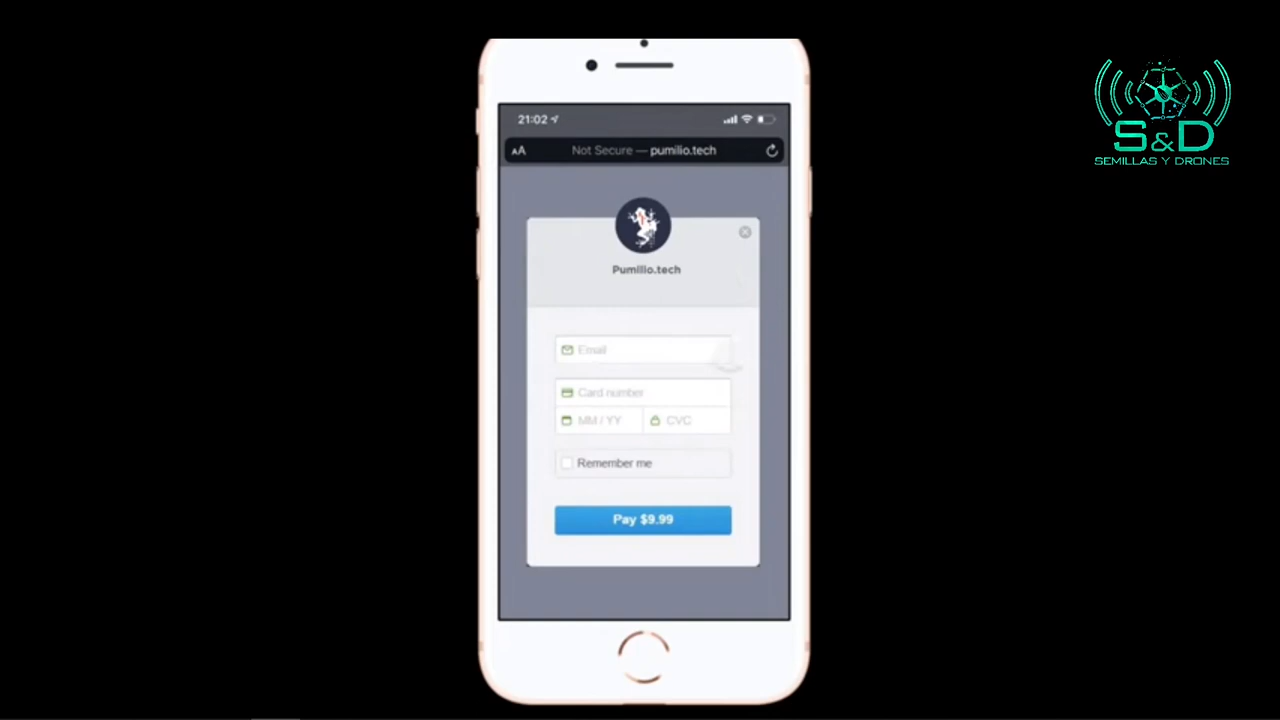 21:02
AA
Not Secure — pumilio.tech
Pumilio.tech
Email
Card number
MM / YY
CVC
Remember me
Pay $9.99
S&D
SEMILLAS Y DRONES